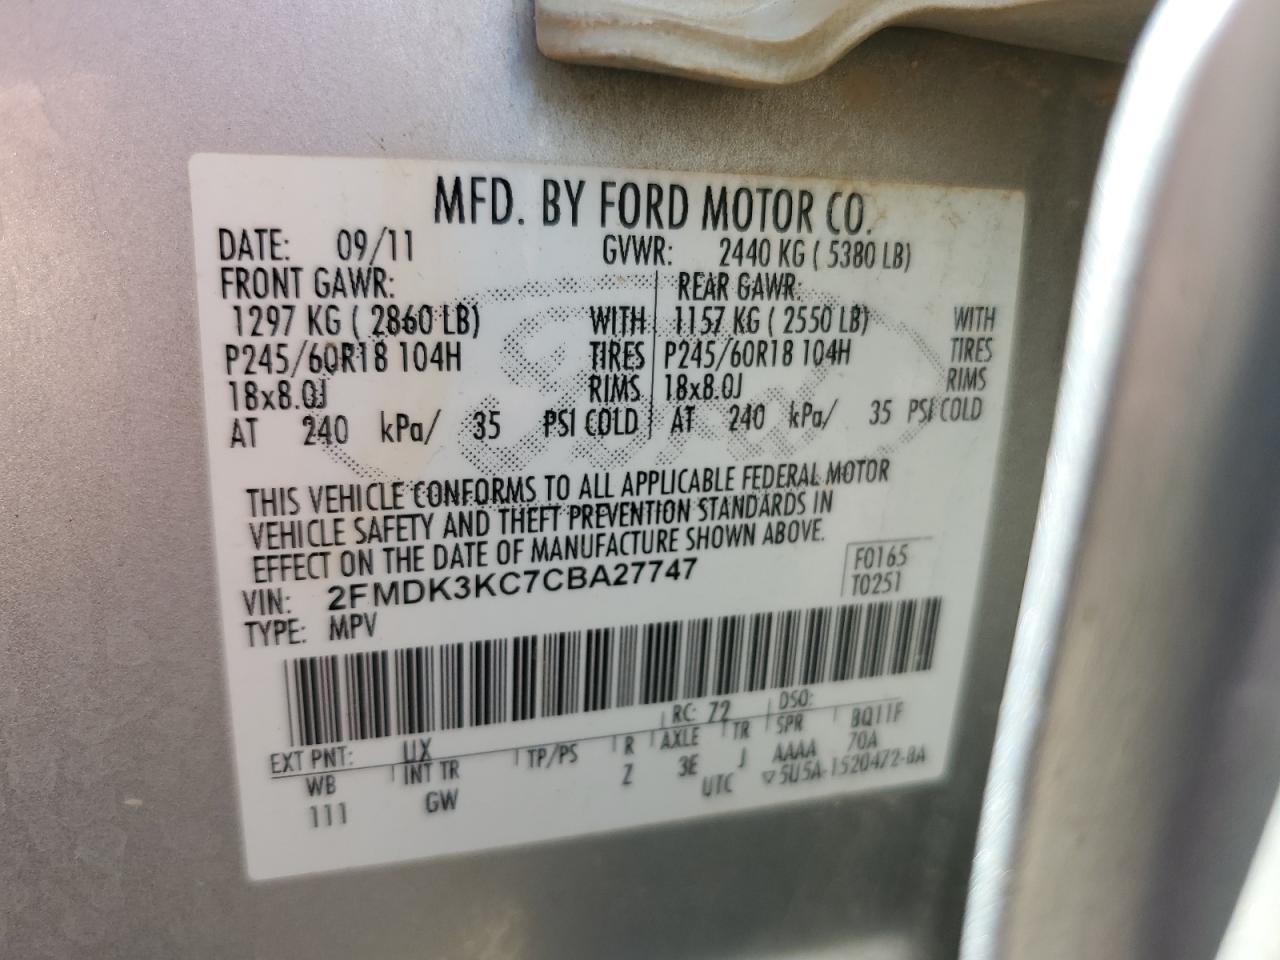 MFD. BY FORD MOTOR CO.
DATE: 09/11 GVWR: 2440 KG ( 5380 LB)
FRONT GAWR: REAR GAWR:
1297 KG ( 2860 LB) WITH 1157 KG ( 2550 LB) WITH
P245/60R18 104H TIRES P245/60R18 104H TIRES
18x8.0J RIMS 18x8.0J RIMS
AT 240 kPa/ 35 PSI COLD AT 240 kPa/ 35 PSI COLD
THIS VEHICLE CONFORMS TO ALL APPLICABLE FEDERAL MOTOR
VEHICLE SAFETY AND THEFT PREVENTION STANDARDS IN
EFFECT ON THE DATE OF MANUFACTURE SHOWN ABOVE.
VIN: 2FMDK3KC7CBA27747 F0165
TYPE: MPV T0251
RC: 72 DSO:
EXT PNT: UX BQ11F
WB INT TR TP/PS R AXLE TR SPR 70A
111 GW Z 3E J AAAA
UTC ▽5U5A-1520472-BA
Ford